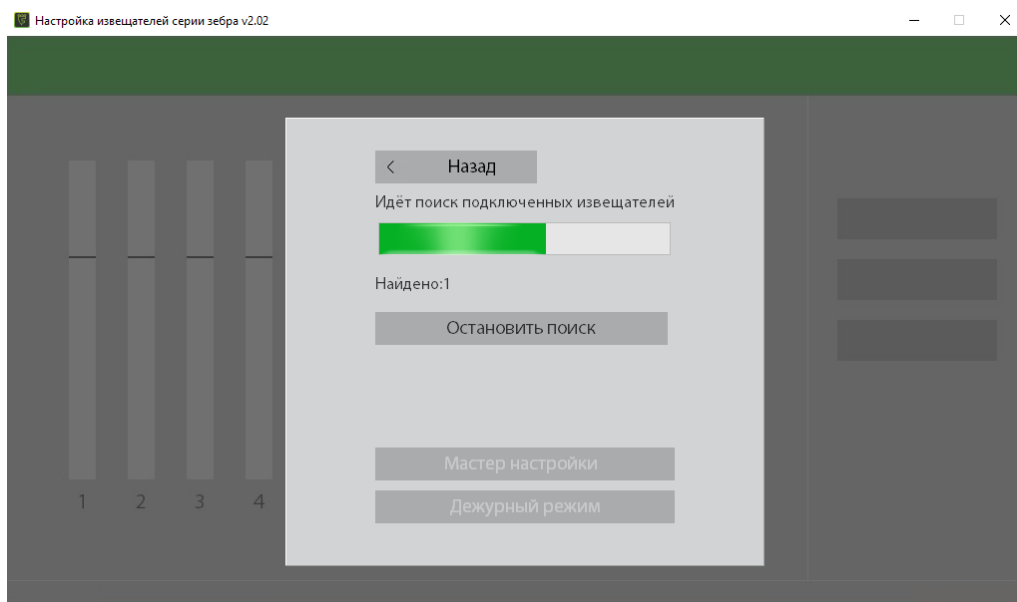 Настройка извещателей серии зебра v2.02
Назад
Идёт поиск подключенных извещателей
Найдено:1
Остановить поиск
Мастер настройки
Дежурный режим
1 2 3 4